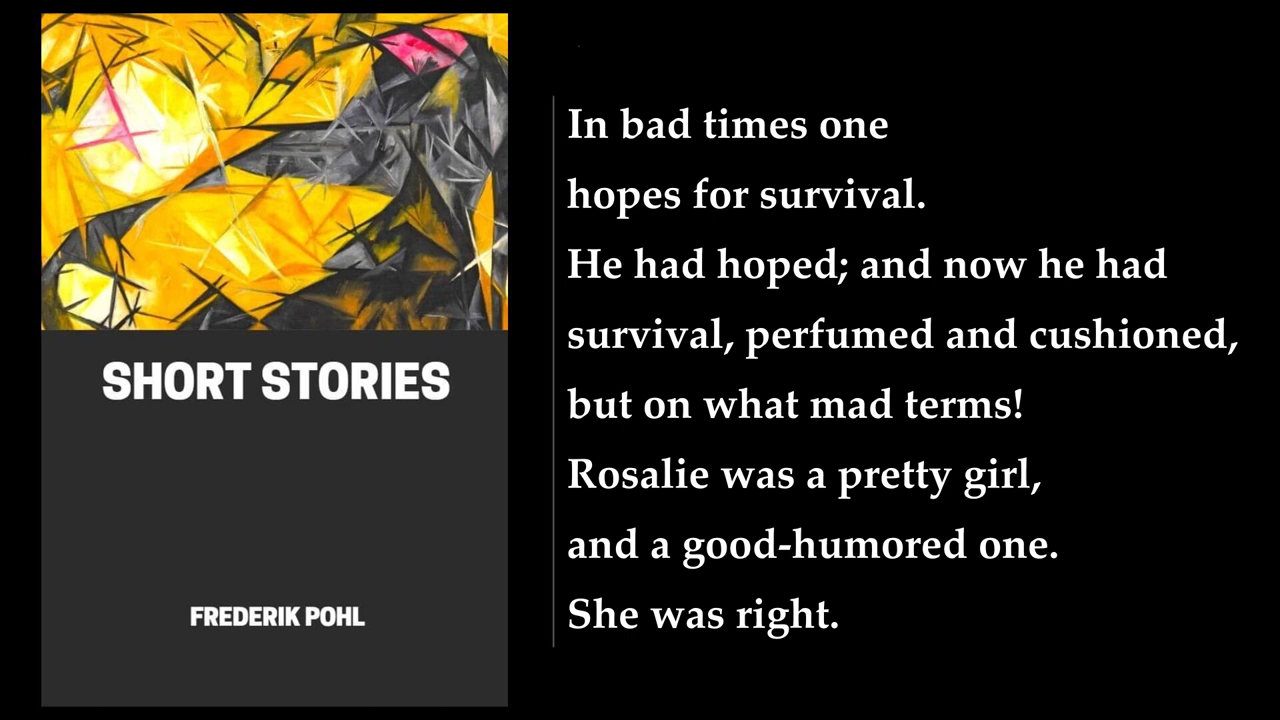 SHORT STORIES
FREDERIK POHL
In bad times one
hopes for survival.
He had hoped; and now he had
survival, perfumed and cushioned,
but on what mad terms!
Rosalie was a pretty girl,
and a good-humored one.
She was right.